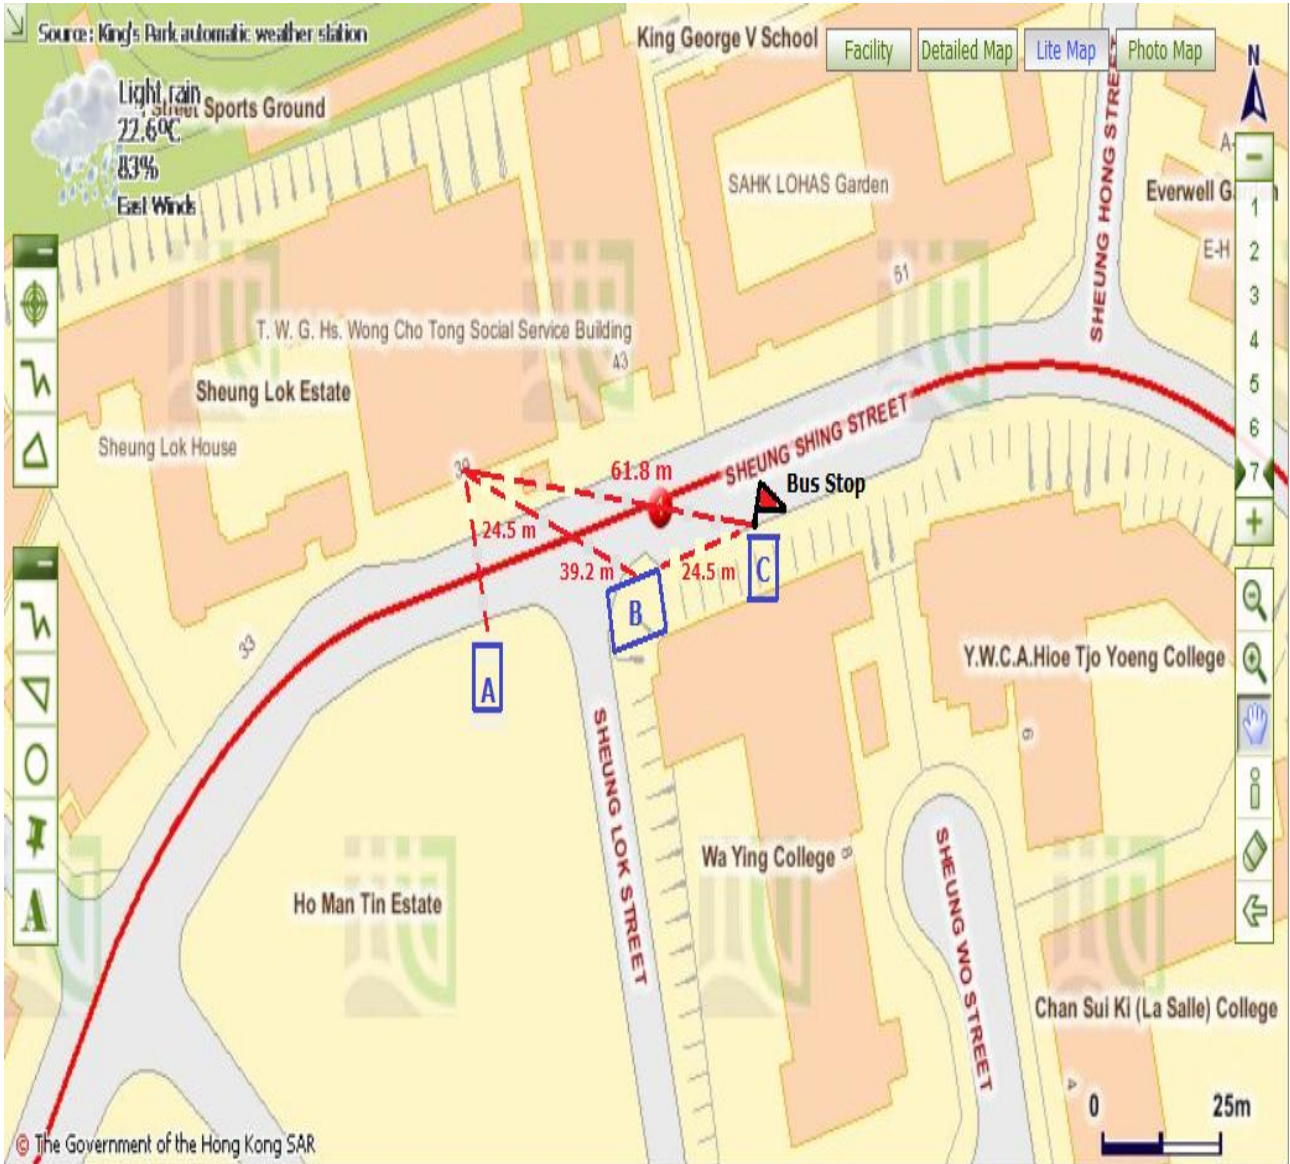 Source: King's Park automatic weather station
King George V School
Facility
Detailed Map
Lite Map
Photo Map
N
Light rain
Street Sports Ground
22.6ºC
83%
East Winds
SAHK LOHAS Garden
SHEUNG HONG STREET
A-
Everwell Garden
E-H
1
2
3
4
5
6
7
51
T. W. G. Hs. Wong Cho Tong Social Service Building
43
Sheung Lok Estate
Sheung Lok House
39
61.8 m
SHEUNG SHING STREET
Bus Stop
24.5 m
39.2 m
24.5 m
C
B
A
33
Y.W.C.A.Hioe Tjo Yoeng College
6
SHEUNG LOK STREET
Wa Ying College
8
SHEUNG WO STREET
Ho Man Tin Estate
A
Chan Sui Ki (La Salle) College
4
0 25m
© The Government of the Hong Kong SAR